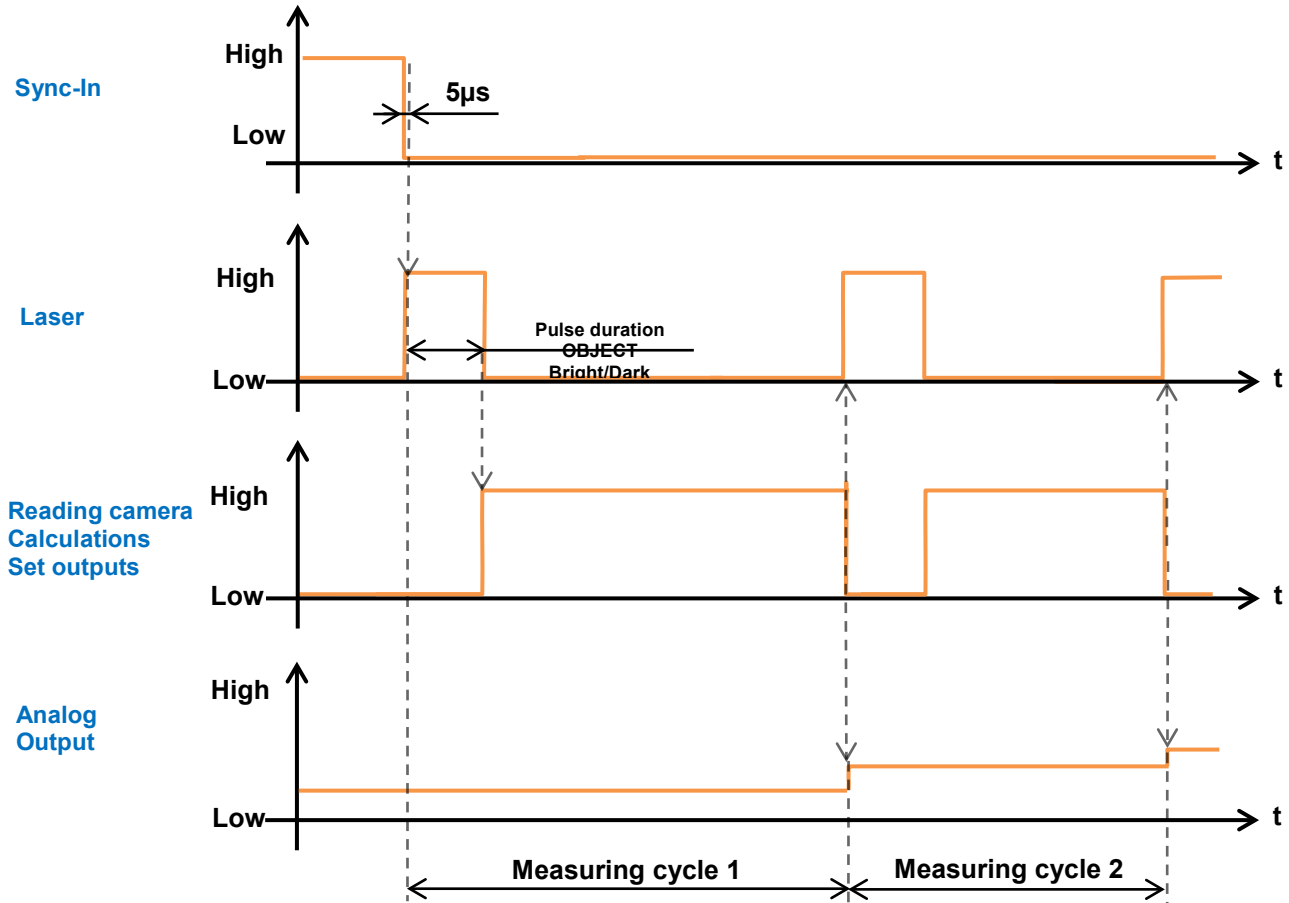 High
Sync-In
5µs
Low
t
High
Laser
Pulse duration
OBJECT
Bright/Dark
Low
t
High
Reading camera
Calculations
Set outputs
Low
t
High
Analog
Output
Low
t
Measuring cycle 1
Measuring cycle 2